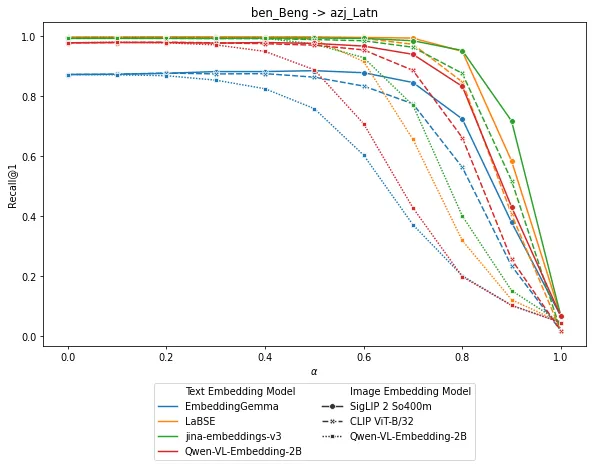 ben_Beng -> azj_Latn
1.0
0.8
0.6
0.4
0.2
0.0
Recall@1
0.0 0.2 0.4 0.6 0.8 1.0
α
Text Embedding Model Image Embedding Model
EmbeddingGemma SigLIP 2 So400m
LaBSE CLIP ViT-B/32
jina-embeddings-v3 Qwen-VL-Embedding-2B
Qwen-VL-Embedding-2B